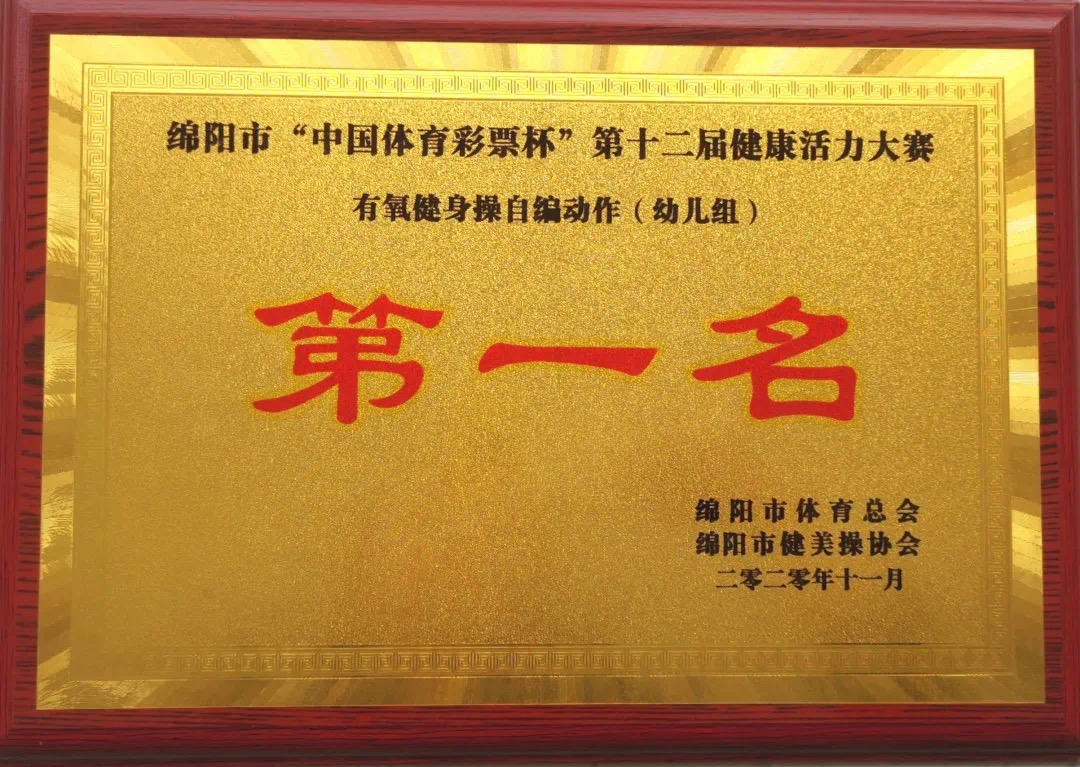 绵阳市“中国体育彩票杯”第十二届健康活力大赛
有氧健身操自编动作（幼儿组）
第一名
绵阳市体育总会
绵阳市健美操协会
二零二零年十一月